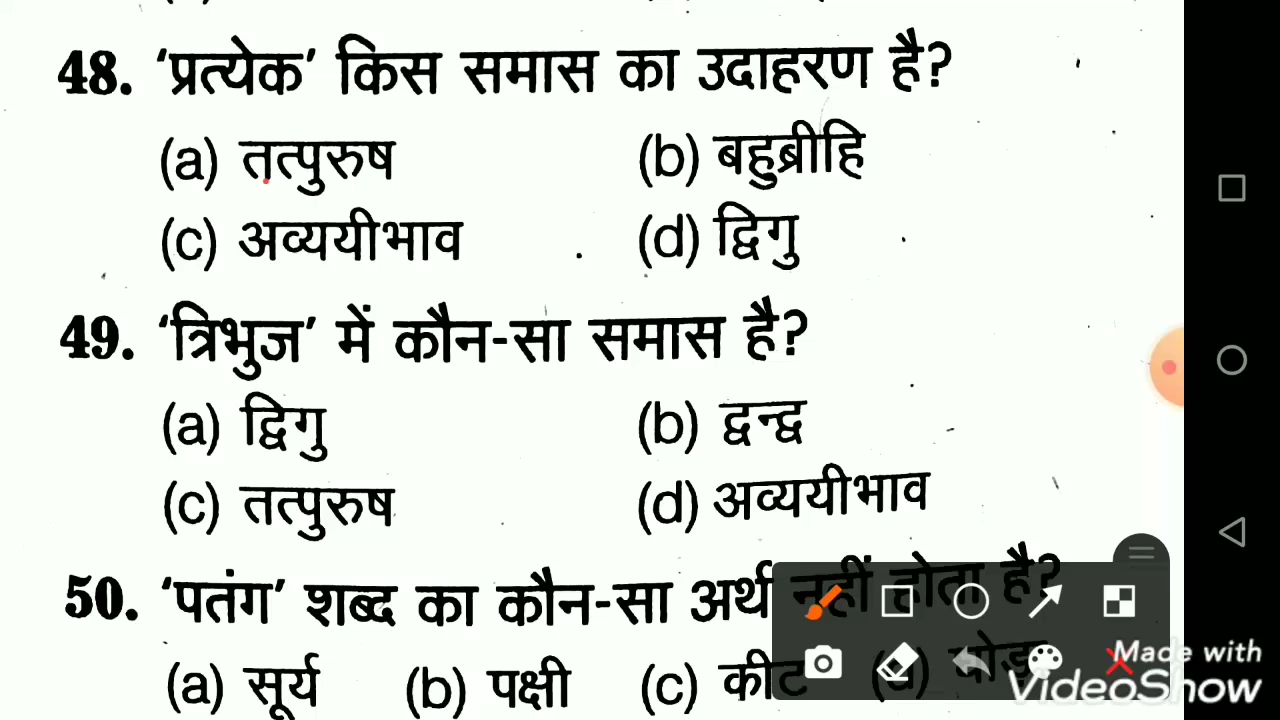 48. ‘प्रत्येक’ किस समास का उदाहरण है?
(a) तत्पुरुष (b) बहुब्रीहि
(c) अव्ययीभाव (d) द्विगु
49. ‘त्रिभुज’ में कौन-सा समास है?
(a) द्विगु (b) द्वन्द्व
(c) तत्पुरुष (d) अव्ययीभाव
50. ‘पतंग’ शब्द का कौन-सा अर्थ नहीं होता है?
(a) सूर्य (b) पक्षी (c) कीट (d)
Made with
VideoShow